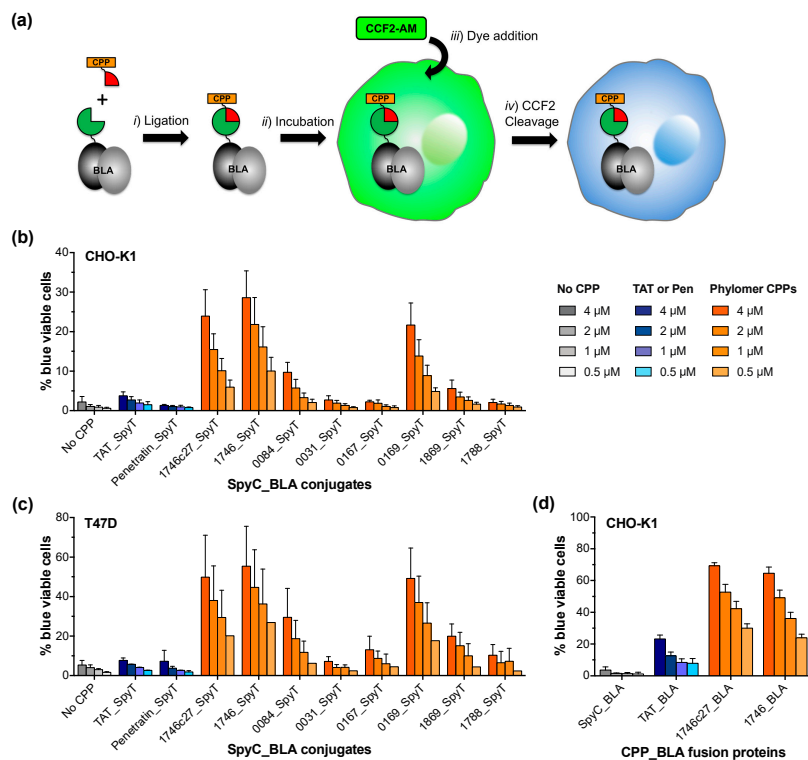 (a)
CCF2-AM
iii) Dye addition
CPP
+
CPP
CPP
CPP
i) Ligation
ii) Incubation
iv) CCF2
Cleavage
BLA
BLA
BLA
BLA
(b)
CHO-K1
% blue viable cells
40
30
20
10
0
No CPP
TAT_SpyT
Penetratin_SpyT
1746c27_SpyT
1746_SpyT
0084_SpyT
0031_SpyT
0167_SpyT
0169_SpyT
1869_SpyT
1788_SpyT
SpyC_BLA conjugates
No CPP TAT or Pen Phylomer CPPs
4 µM 4 µM 4 µM
2 µM 2 µM 2 µM
1 µM 1 µM 1 µM
0.5 µM 0.5 µM 0.5 µM
(c)
T47D
% blue viable cells
80
60
40
20
0
No CPP
TAT_SpyT
Penetratin_SpyT
1746c27_SpyT
1746_SpyT
0084_SpyT
0031_SpyT
0167_SpyT
0169_SpyT
1869_SpyT
1788_SpyT
SpyC_BLA conjugates
(d)
CHO-K1
% blue viable cells
100
80
60
40
20
0
SpyC_BLA
TAT_BLA
1746c27_BLA
1746_BLA
CPP_BLA fusion proteins